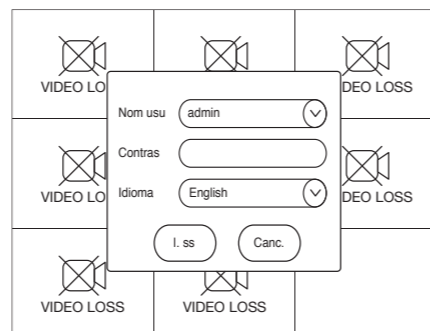 VIDEO LO
DEO LOSS
Nom usu
admin
Contras
VIDEO LO
DEO LOSS
Idioma
English
I. ss
Canc.
VIDEO LOSS
VIDEO LOSS